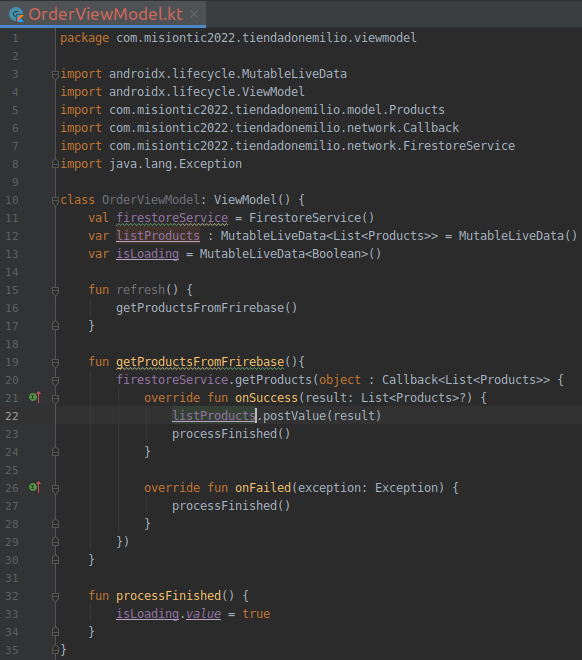 OrderViewModel.kt ×
1 package com.misiontic2022.tiendadonemilio.viewmodel
2
3 import androidx.lifecycle.MutableLiveData
4 import androidx.lifecycle.ViewModel
5 import com.misiontic2022.tiendadonemilio.model.Products
6 import com.misiontic2022.tiendadonemilio.network.Callback
7 import com.misiontic2022.tiendadonemilio.network.FirestoreService
8 import java.lang.Exception
9
10 class OrderViewModel: ViewModel() {
11     val firestoreService = FirestoreService()
12     var listProducts : MutableLiveData<List<Products>> = MutableLiveData()
13     var isLoading = MutableLiveData<Boolean>()
14
15     fun refresh() {
16         getProductsFromFrirebase()
17     }
18
19     fun getProductsFromFrirebase(){
20         firestoreService.getProducts(object : Callback<List<Products>> {
21             override fun onSuccess(result: List<Products>?) {
22                 listProducts.postValue(result)
23                 processFinished()
24             }
25
26             override fun onFailed(exception: Exception) {
27                 processFinished()
28             }
29         })
30     }
31
32     fun processFinished() {
33         isLoading.value = true
34     }
35 }